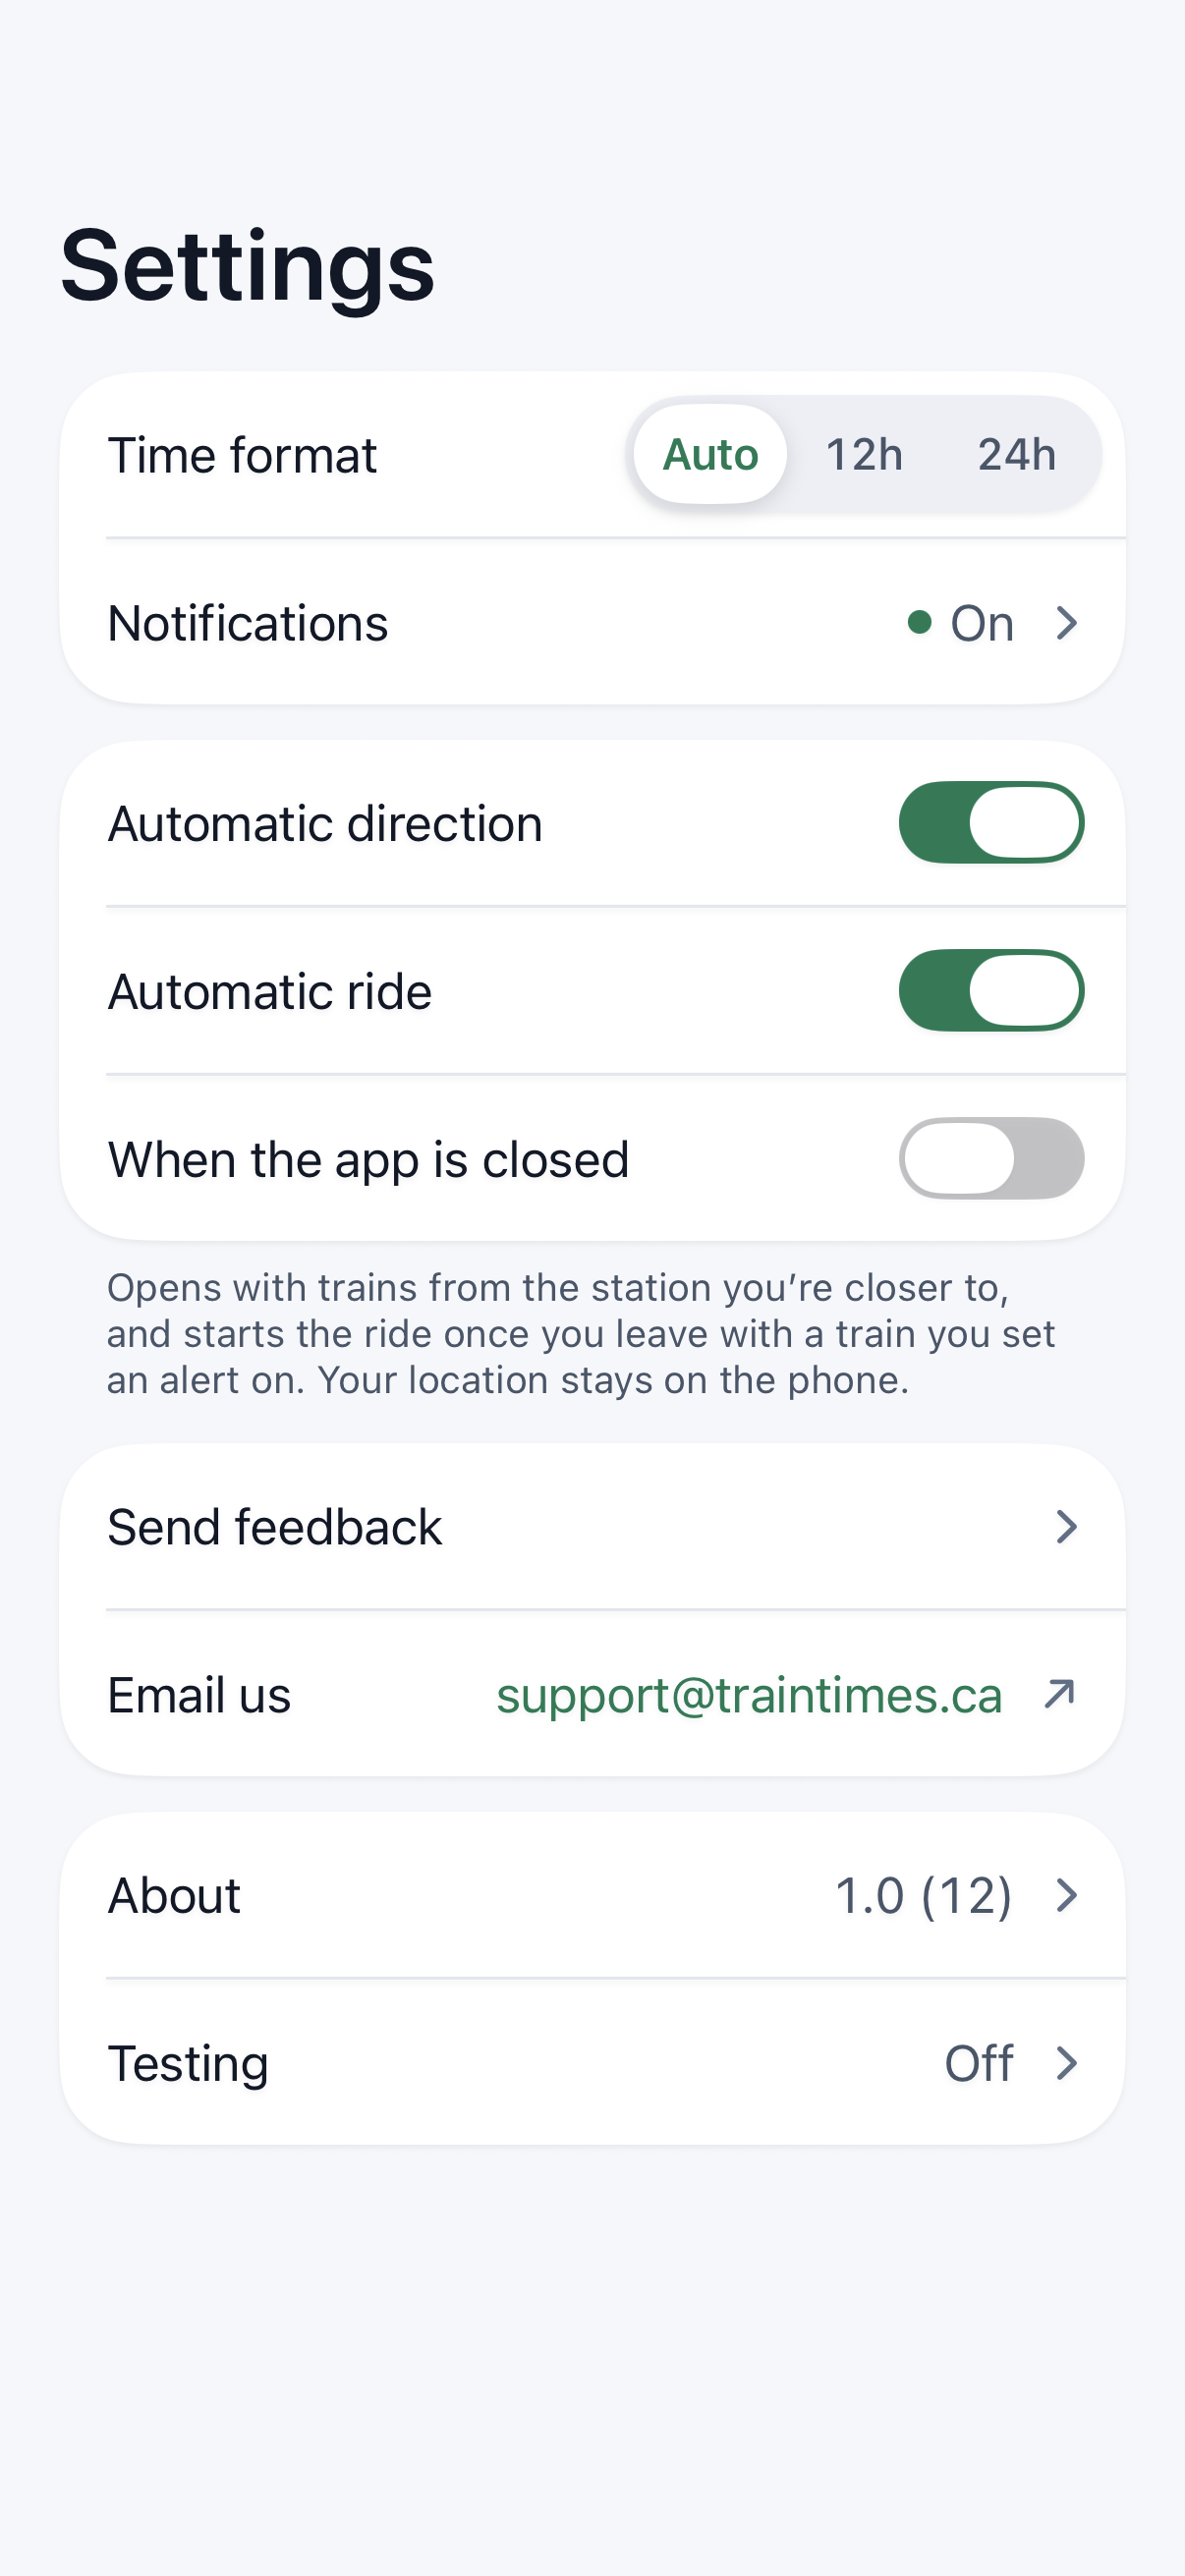 Settings
Time format Auto 12h 24h
Notifications On
Automatic direction
Automatic ride
When the app is closed
Opens with trains from the station you’re closer to,
and starts the ride once you leave with a train you set
an alert on. Your location stays on the phone.
Send feedback
Email us support@traintimes.ca
About 1.0 (12)
Testing Off